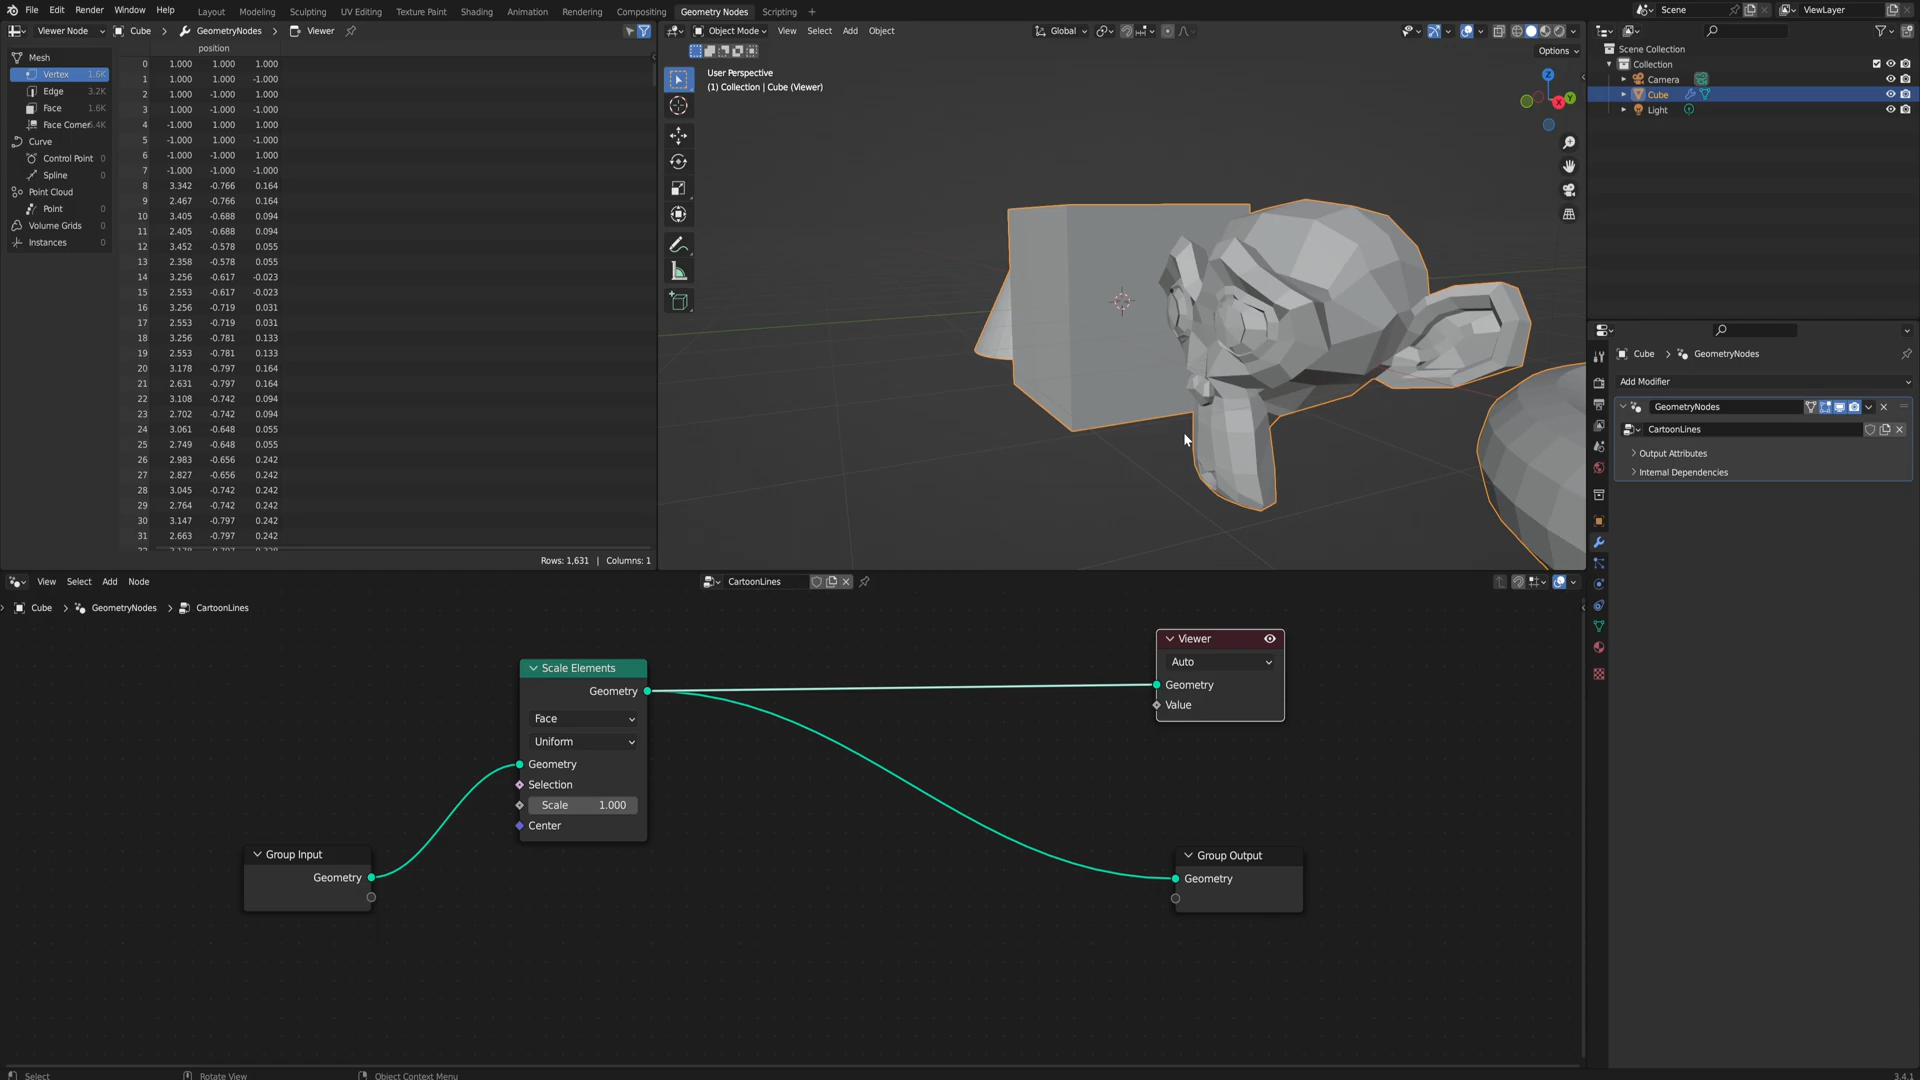 File Edit Render Window Help Layout Modeling Sculpting UV Editing Texture Paint Shading Animation Rendering Compositing Geometry Nodes Scripting + Scene ViewLayer
Viewer Node Cube > GeometryNodes > Viewer
Object Mode View Select Add Object Global
Options
position
Mesh
Vertex 1.6K
Edge 3.2K
Face 1.6K
Face Corner 6.4K
Curve
Control Point 0
Spline 0
Point Cloud
Point 0
Volume Grids 0
Instances 0
0 1.000 1.000 1.000
1 1.000 1.000 -1.000
2 1.000 -1.000 1.000
3 1.000 -1.000 -1.000
4 -1.000 1.000 1.000
5 -1.000 1.000 -1.000
6 -1.000 -1.000 1.000
7 -1.000 -1.000 -1.000
8 3.342 -0.766 0.164
9 2.467 -0.766 0.164
10 3.405 -0.688 0.094
11 2.405 -0.688 0.094
12 3.452 -0.578 0.055
13 2.358 -0.578 0.055
14 3.256 -0.617 -0.023
15 2.553 -0.617 -0.023
16 3.256 -0.719 0.031
17 2.553 -0.719 0.031
18 3.256 -0.781 0.133
19 2.553 -0.781 0.133
20 3.178 -0.797 0.164
21 2.631 -0.797 0.164
22 3.108 -0.742 0.094
23 2.702 -0.742 0.094
24 3.061 -0.648 0.055
25 2.749 -0.648 0.055
26 2.983 -0.656 0.242
27 2.827 -0.656 0.242
28 3.045 -0.742 0.242
29 2.764 -0.742 0.242
30 3.147 -0.797 0.242
31 2.663 -0.797 0.242
Rows: 1,631 | Columns: 1
User Perspective
(1) Collection | Cube (Viewer)
Z
Y
X
Scene Collection
Collection
Camera
Cube
Light
Cube > GeometryNodes
Add Modifier
GeometryNodes
CartoonLines
Output Attributes
Internal Dependencies
View Select Add Node CartoonLines
Cube > GeometryNodes > CartoonLines
Scale Elements
Geometry
Face
Uniform
Geometry
Selection
Scale 1.000
Center
Viewer
Auto
Geometry
Value
Group Input
Geometry
Group Output
Geometry
Select Rotate View Object Context Menu 3.4.1